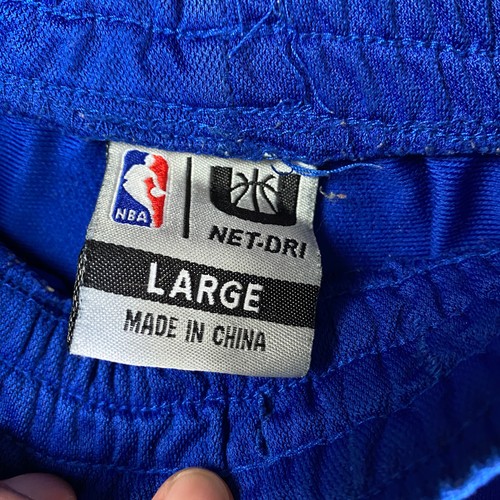 NBA
NET-DRI
LARGE
MADE IN CHINA